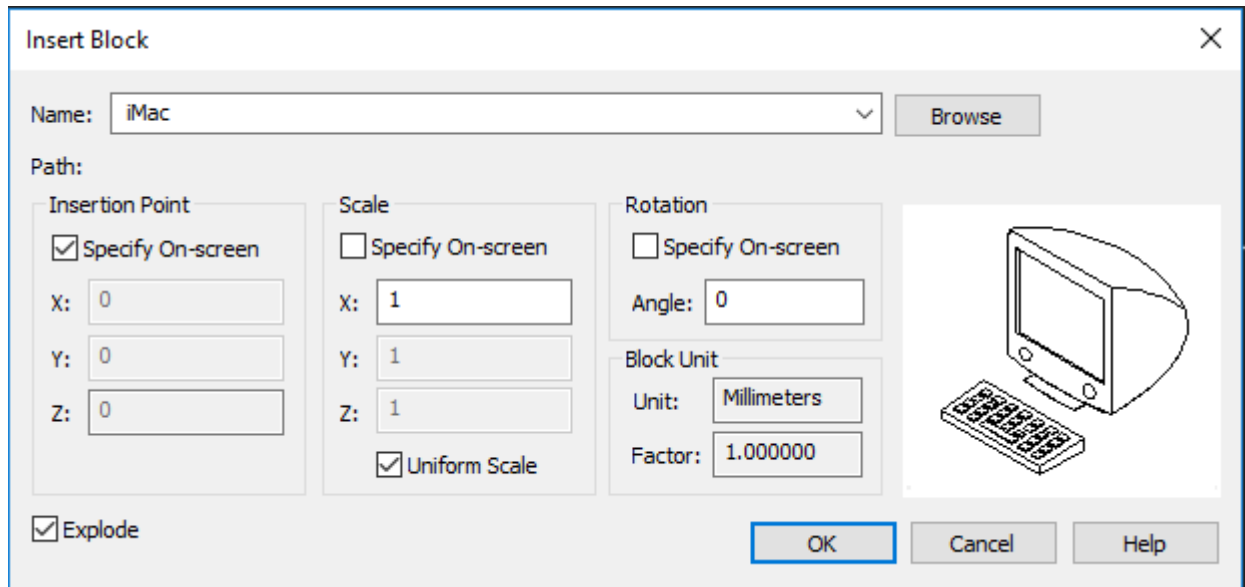 Insert Block
Name: iMac Browse
Path:
Insertion Point
Specify On-screen
X: 0
Y: 0
Z: 0
Scale
Specify On-screen
X: 1
Y: 1
Z: 1
Uniform Scale
Rotation
Specify On-screen
Angle: 0
Block Unit
Unit: Millimeters
Factor: 1.000000
Explode
OK Cancel Help